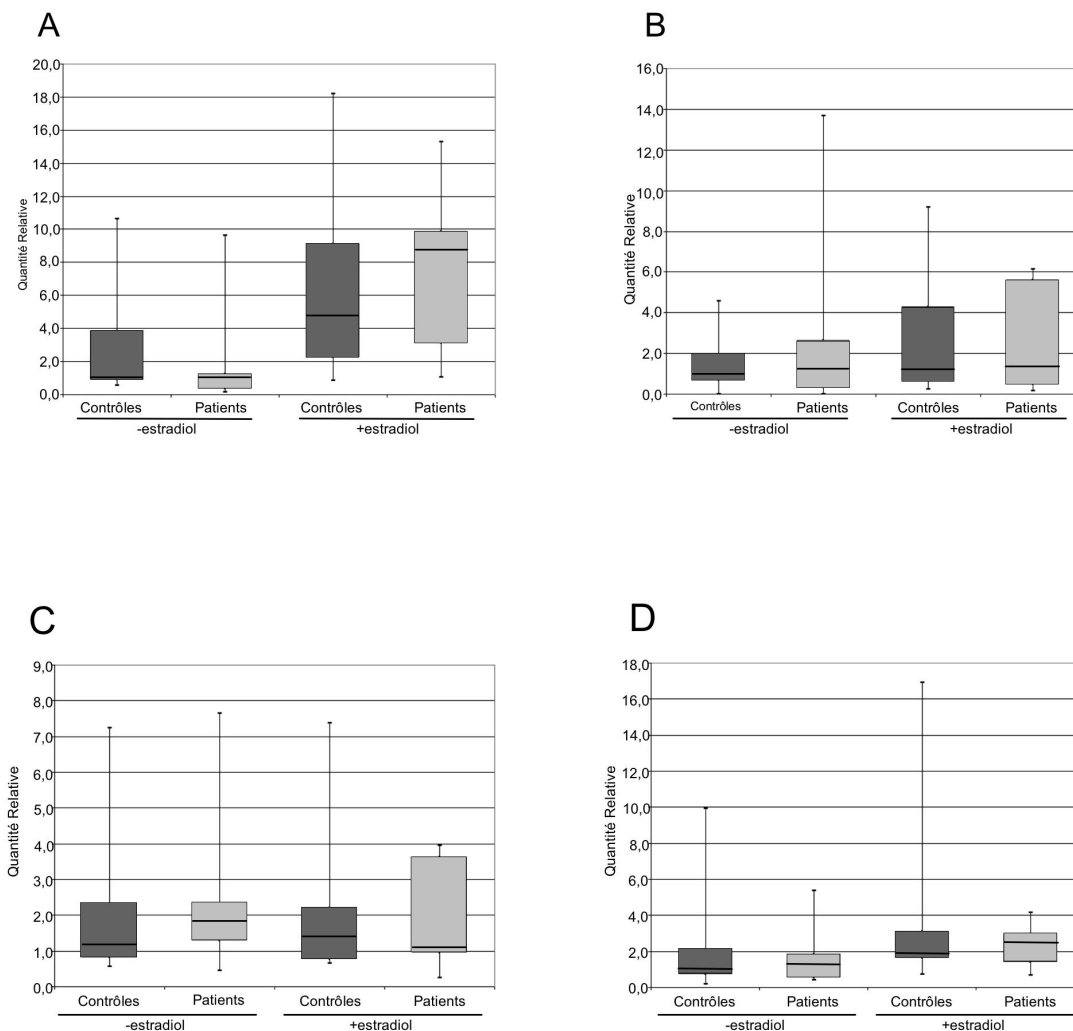 A
Quantité Relative
20,0
18,0
16,0
14,0
12,0
10,0
8,0
6,0
4,0
2,0
0,0
Contrôles Patients Contrôles Patients
-estradiol +estradiol
B
Quantité Relative
16,0
14,0
12,0
10,0
8,0
6,0
4,0
2,0
0,0
Contrôles Patients Contrôles Patients
-estradiol +estradiol
C
Quantité Relative
9,0
8,0
7,0
6,0
5,0
4,0
3,0
2,0
1,0
0,0
Contrôles Patients Contrôles Patients
-estradiol +estradiol
D
Quantité Relative
18,0
16,0
14,0
12,0
10,0
8,0
6,0
4,0
2,0
0,0
Contrôles Patients Contrôles Patients
-estradiol +estradiol